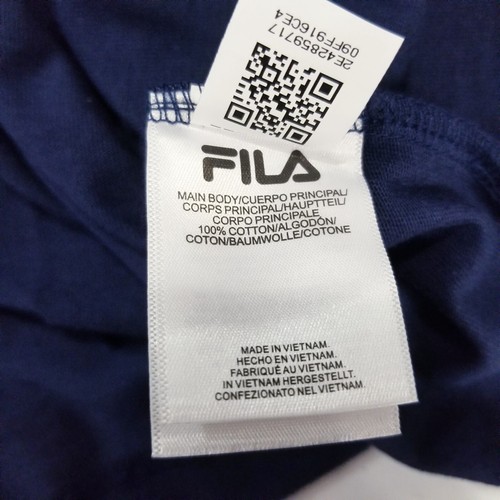 2E42859717
09FF916CE4
FILA
MAIN BODY/CUERPO PRINCIPAL/
CORPS PRINCIPAL/HAUPTTEIL/
CORPO PRINCIPALE
100% COTTON/ALGODÓN/
COTON/BAUMWOLLE/COTONE
MADE IN VIETNAM.
HECHO EN VIETNAM.
FABRIQUÉ AU VIETNAM.
IN VIETNAM HERGESTELLT.
CONFEZIONATO NEL VIETNAM